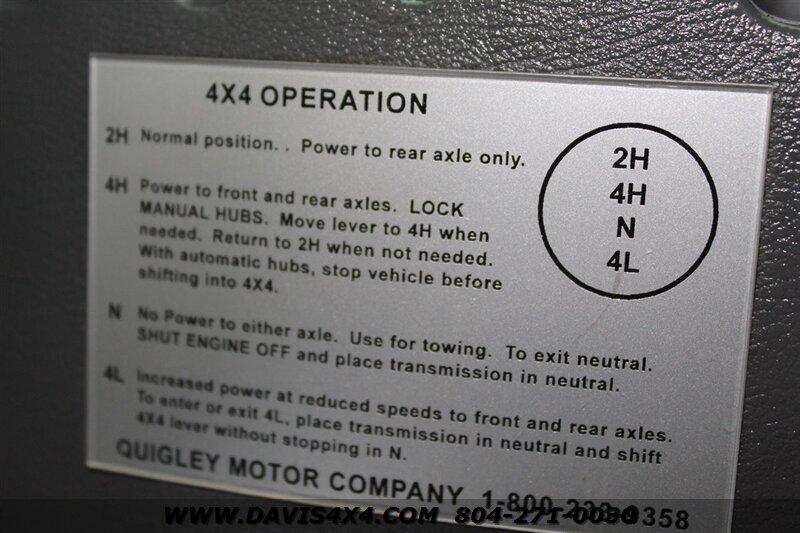 4X4 OPERATION
2H Normal position. . Power to rear axle only.
4H Power to front and rear axles. LOCK
MANUAL HUBS. Move lever to 4H when
needed. Return to 2H when not needed.
With automatic hubs, stop vehicle before
shifting into 4X4.
N No Power to either axle. Use for towing. To exit neutral.
SHUT ENGINE OFF and place transmission in neutral.
4L Increased power at reduced speeds to front and rear axles.
To enter or exit 4L, place transmission in neutral and shift
4X4 lever without stopping in N.
2H
4H
N
4L
QUIGLEY MOTOR COMPANY
WWW.DAVIS4X4.COM 804-271-0030